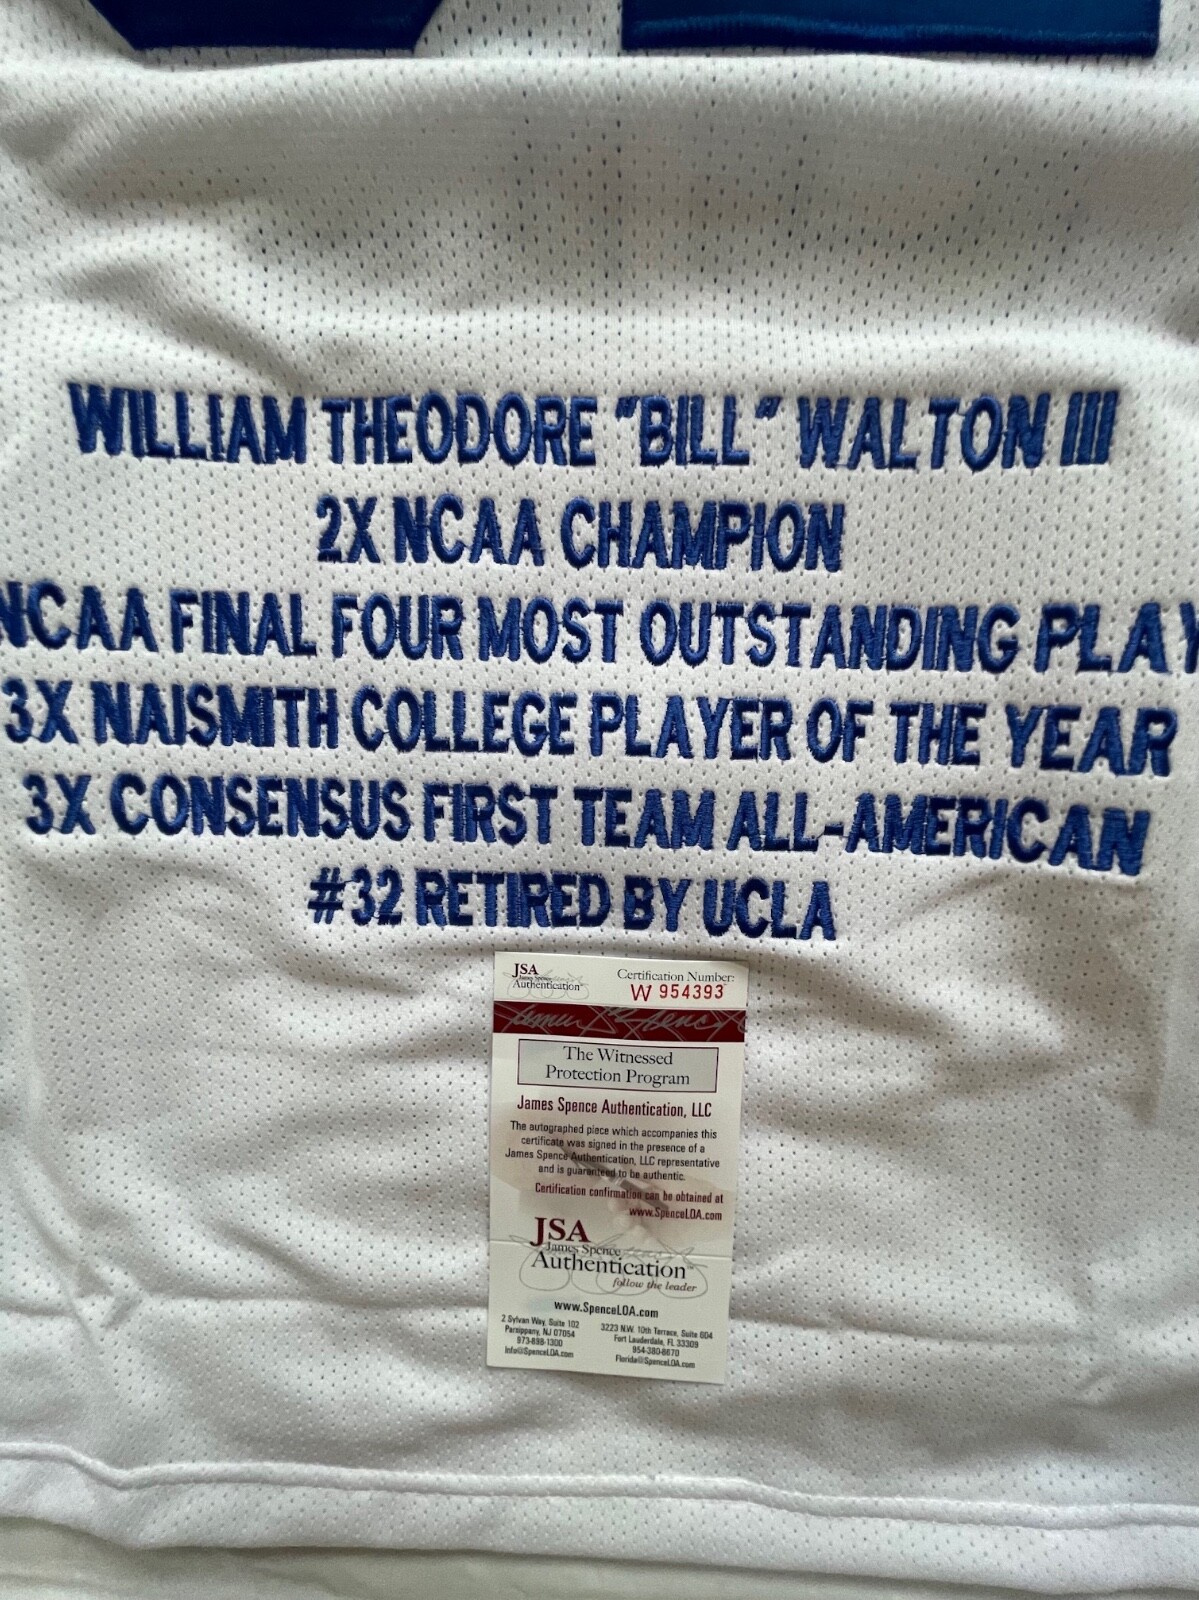 WILLIAM THEODORE "BILL" WALTON III
2X NCAA CHAMPION
NCAA FINAL FOUR MOST OUTSTANDING PLAY
3X NAISMITH COLLEGE PLAYER OF THE YEAR
3X CONSENSUS FIRST TEAM ALL-AMERICAN
#32 RETIRED BY UCLA
JSA
James Spence
Authentication™
Certification Number:
W 954393
James Spence
The Witnessed
Protection Program
James Spence Authentication, LLC
The autographed piece which accompanies this
certificate was signed in the presence of a
James Spence Authentication, LLC representative
and is guaranteed to be authentic.
Certification confirmation can be obtained at
www.SpenceLOA.com
JSA
James Spence
Authentication™
follow the leader
www.SpenceLOA.com
2 Sylvan Way, Suite 102
Parsippany, NJ 07054
973-898-1300
Info@SpenceLOA.com
3223 N.W. 10th Terrace, Suite 604
Fort Lauderdale, FL 33309
954-380-8670
Florida@SpenceLOA.com